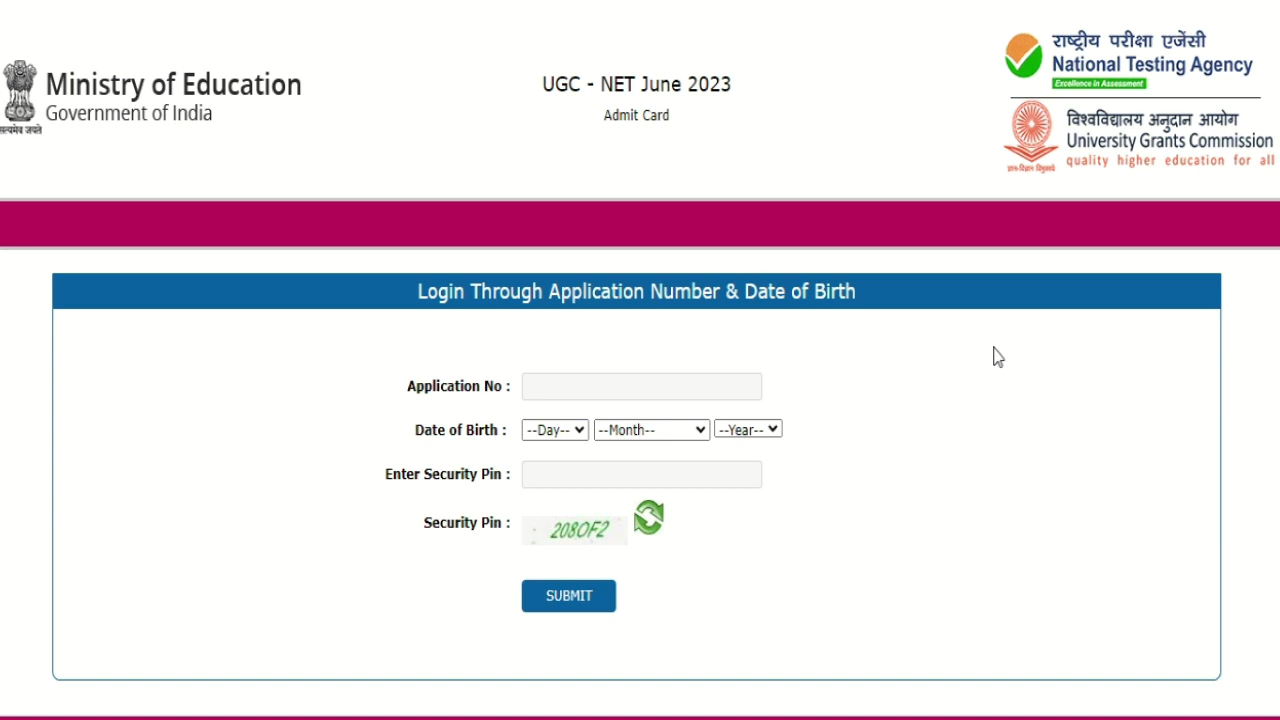 Ministry of Education
Government of India
सत्यमेव जयते
UGC - NET June 2023
Admit Card
राष्ट्रीय परीक्षा एजेंसी
National Testing Agency
Excellence in Assessment
विश्वविद्यालय अनुदान आयोग
University Grants Commission
quality higher education for all
ज्ञान-विज्ञान विमुक्तये
Login Through Application Number & Date of Birth
Application No :
Date of Birth : --Day-- --Month-- --Year--
Enter Security Pin :
Security Pin : 208OF2
SUBMIT